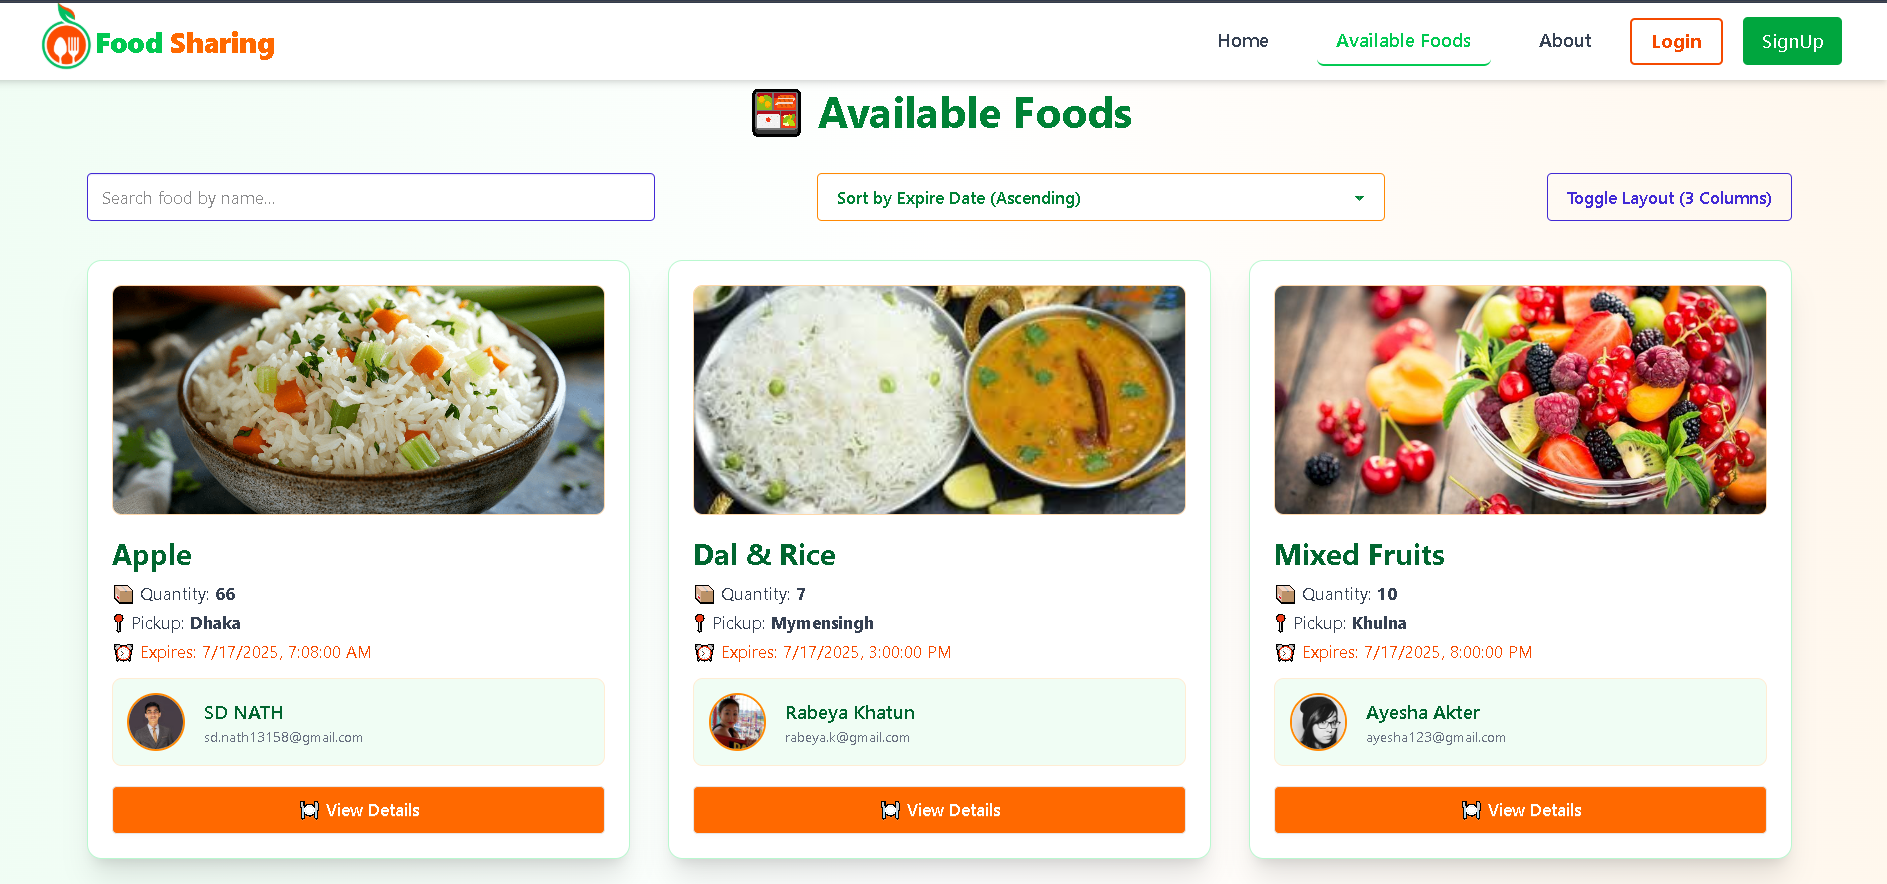 Food Sharing
Home
Available Foods
About
Login
SignUp
Available Foods
Search food by name...
Sort by Expire Date (Ascending)
Toggle Layout (3 Columns)
Apple
Quantity: 66
Pickup: Dhaka
Expires: 7/17/2025, 7:08:00 AM
SD NATH
sd.nath13158@gmail.com
View Details
Dal & Rice
Quantity: 7
Pickup: Mymensingh
Expires: 7/17/2025, 3:00:00 PM
Rabeya Khatun
rabeya.k@gmail.com
View Details
Mixed Fruits
Quantity: 10
Pickup: Khulna
Expires: 7/17/2025, 8:00:00 PM
Ayesha Akter
ayesha123@gmail.com
View Details